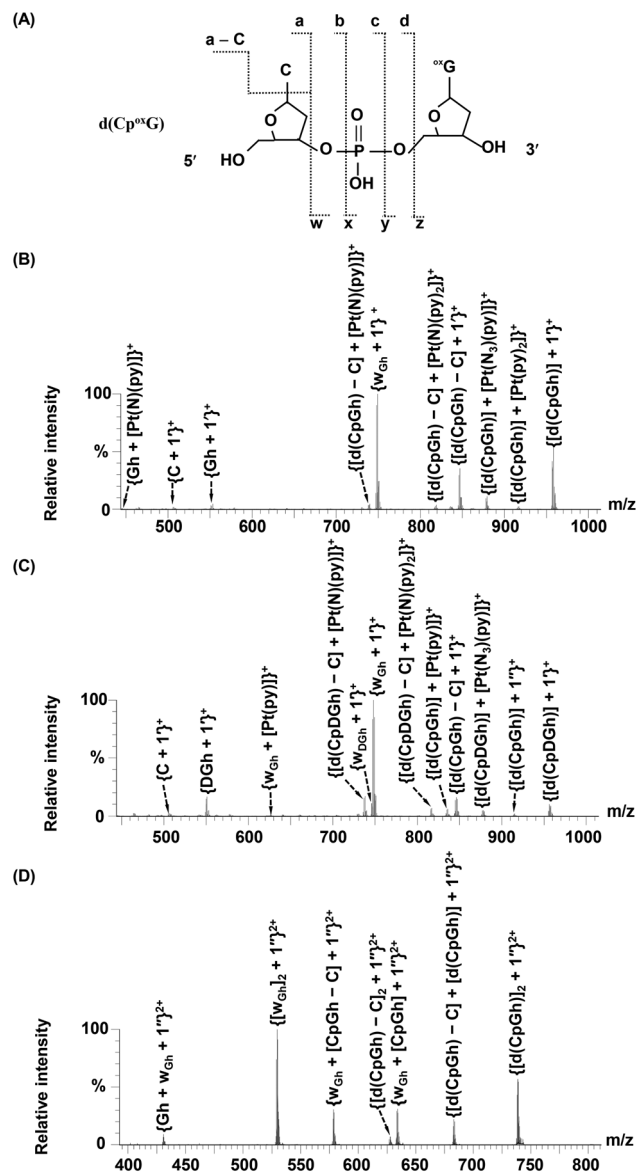 (A)
a b c d
a – C
C
oxG
d(CpoxG)
O
O
O
P
O
O
5′
HO
OH
OH
3′
w x y z
(B)
Relative intensity
100
%
0
{Gh + [Pt(N)(py)]}+
{C + 1′}+
{Gh + 1′}+
{[d(CpGh) – C] + [Pt(N)(py)]}+
{wGh + 1′}+
{[d(CpGh) – C] + [Pt(N)(py)2]}+
{[d(CpGh) – C] + 1′}+
{[d(CpGh)] + [Pt(N3)(py)]}+
{[d(CpGh)] + [Pt(py)2]}+
{[d(CpGh)] + 1′}+
500 600 700 800 900 1000
m/z
(C)
Relative intensity
100
%
0
{C + 1′}+
{DGh + 1′}+
{wGh + [Pt(py)]}+
{[d(CpDGh) – C] + [Pt(N)(py)]}+
{wDGh + 1′}+
{wGh + 1′}+
{[d(CpDGh) – C] + [Pt(N)(py)2]}+
{[d(CpGh)] + [Pt(py)]}+
{[d(CpGh) – C] + 1′}+
{[d(CpDGh)] + [Pt(N3)(py)]}+
{[d(CpGh)] + 1″}+
{[d(CpDGh)] + 1′}+
500 600 700 800 900 1000
m/z
(D)
Relative intensity
100
%
0
{Gh + wGh + 1″}2+
{[wGh]2 + 1″}2+
{wGh + [CpGh – C] + 1″}2+
{[d(CpGh) – C]2 + 1″}2+
{wGh + [CpGh] + 1″}2+
{[d(CpGh) – C] + [d(CpGh)] + 1″}2+
{[d(CpGh)]2 + 1″}2+
400 450 500 550 600 650 700 750 800
m/z